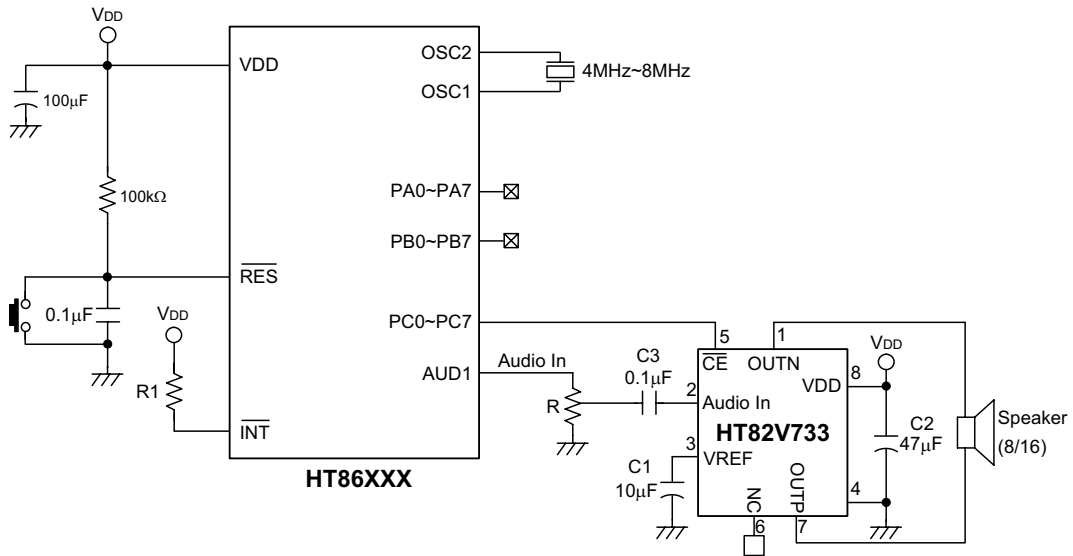 VDD
VDD
OSC2
OSC1
4MHz~8MHz
100µF
100kΩ
PA0~PA7
PB0~PB7
RES
0.1µF
VDD
PC0~PC7
AUD1
Audio In
R1
INT
HT86XXX
R
C3
0.1µF
5
CE
1
OUTN
VDD
8
VDD
2
Audio In
HT82V733
3
VREF
C1
10µF
C2
47µF
Speaker
(8/16)
NC
6
OUTP
7
4